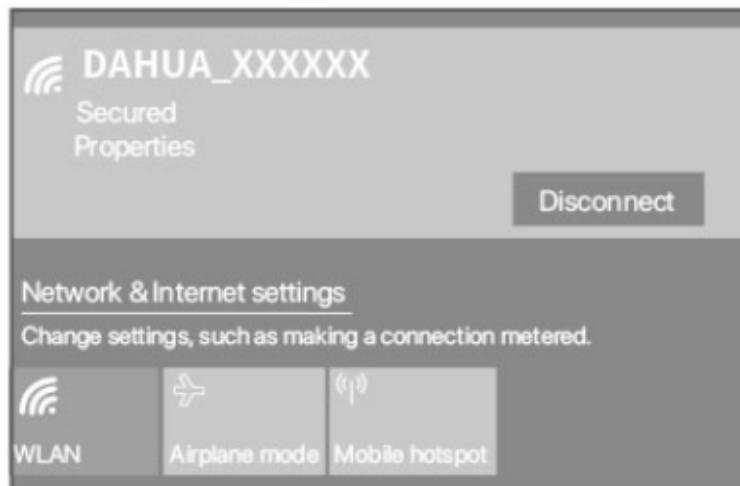 DAHUA_XXXXXX
Secured
Properties
Disconnect
Network & Internet settings
Change settings, such as making a connection metered.
WLAN
Airplane mode
Mobile hotspot